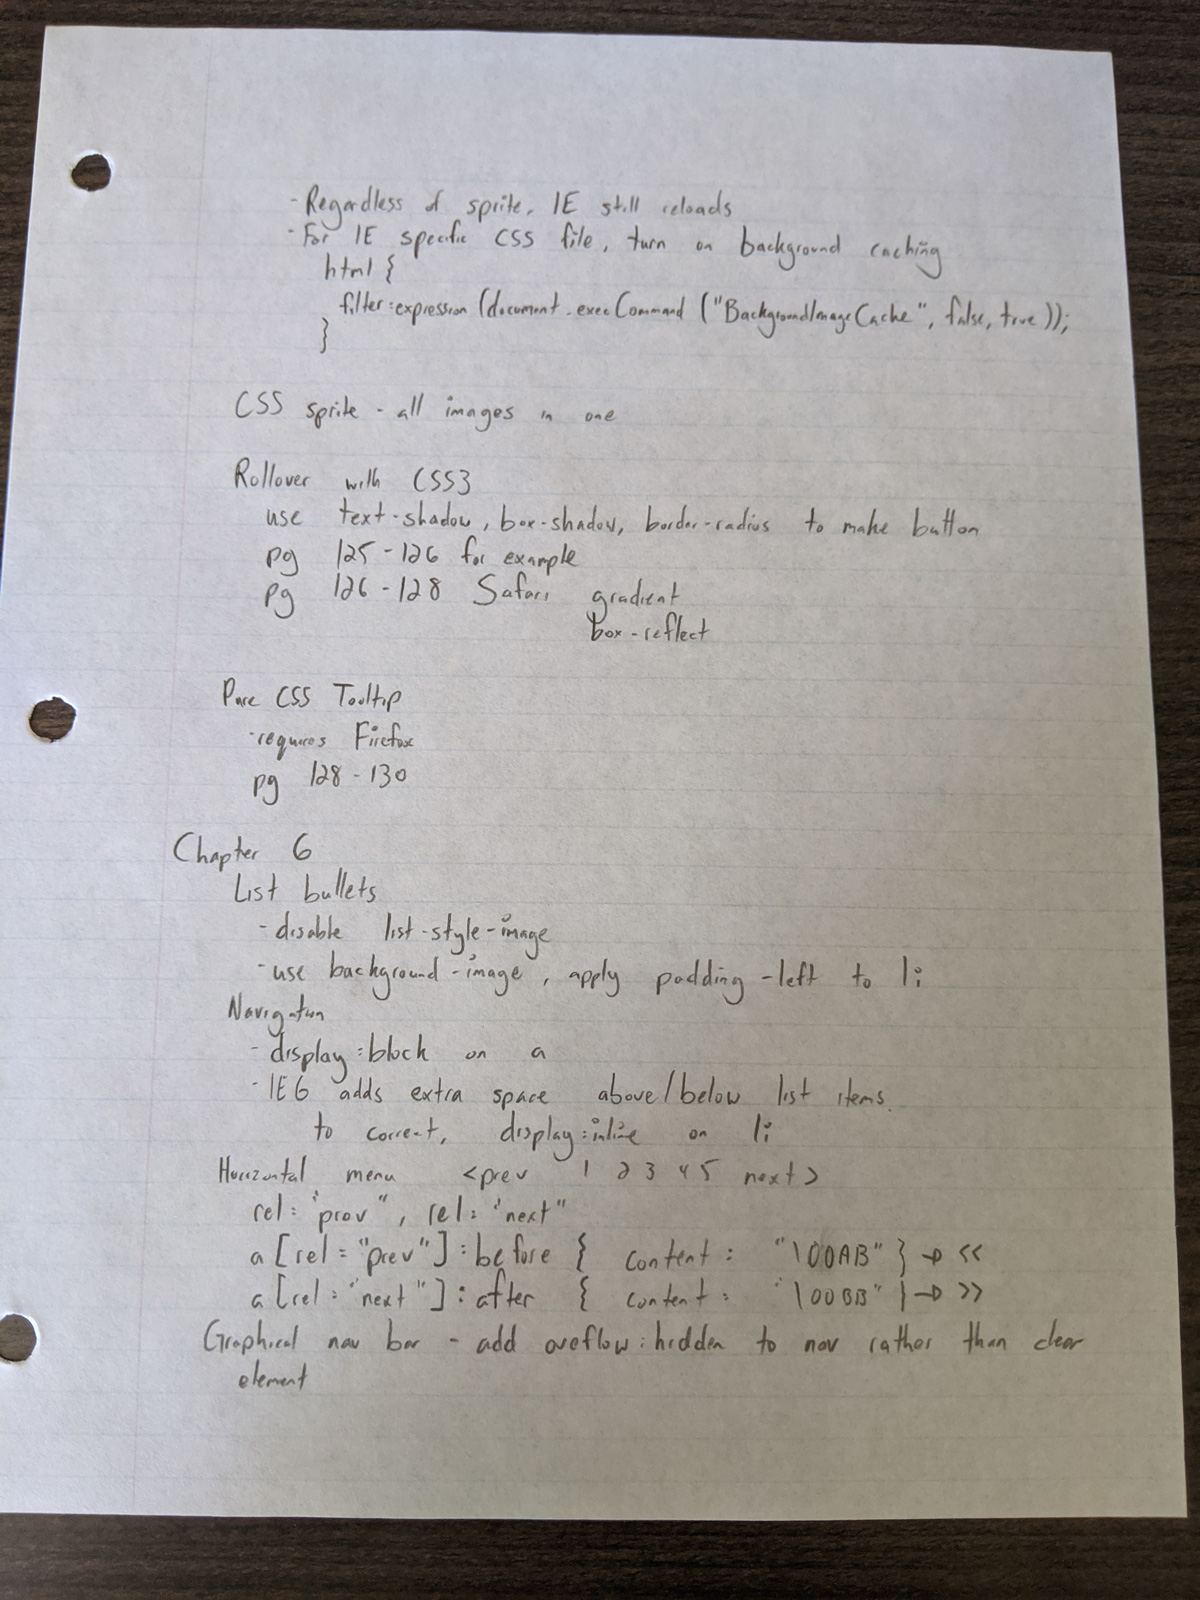 - Regardless of sprite, IE still reloads
- For IE specific CSS file, turn on background caching
html {
filter:expression (document.execCommand ("BackgroundImageCache", false, true));
}
CSS sprite - all images in one
Rollover with CSS3
use text-shadow, box-shadow, border-radius to make button
pg 125-126 for example
pg 126-128 Safari gradient
box-reflect
Pure CSS Tooltip
- requires Firefox
pg 128-130
Chapter 6
List bullets
- disable list-style-image
- use background-image, apply padding-left to li
Navigation
- display:block on a
- IE6 adds extra space above/below list items.
to correct, display:inline on li
Horizontal menu <prev 1 2 3 4 5 next>
rel="prev", rel="next"
a[rel="prev"]:before { content: "\00AB" } → <<
a[rel="next"]:after { content: "\00BB" } → >>
Graphical nav bar - add oveflow:hidden to nav rather than clear
element